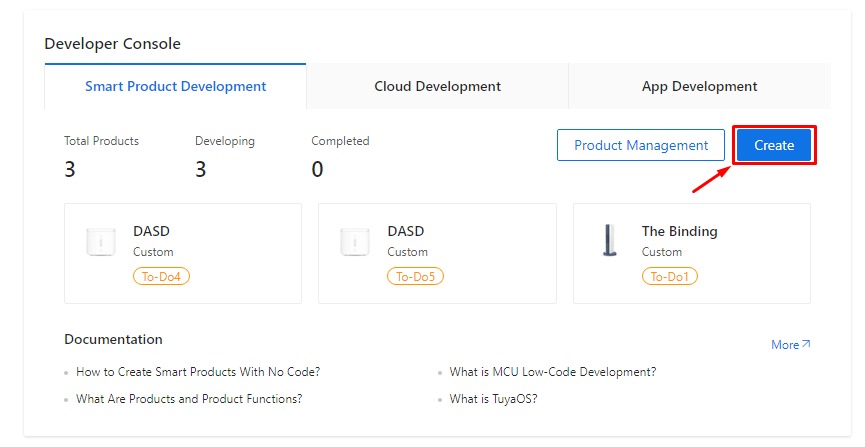 Developer Console
Smart Product Development
Cloud Development
App Development
Total Products
Developing
Completed
3
3
0
Product Management
Create
DASD
Custom
To-Do4
DASD
Custom
To-Do5
The Binding
Custom
To-Do1
Documentation
More
How to Create Smart Products With No Code?
What is MCU Low-Code Development?
What Are Products and Product Functions?
What is TuyaOS?